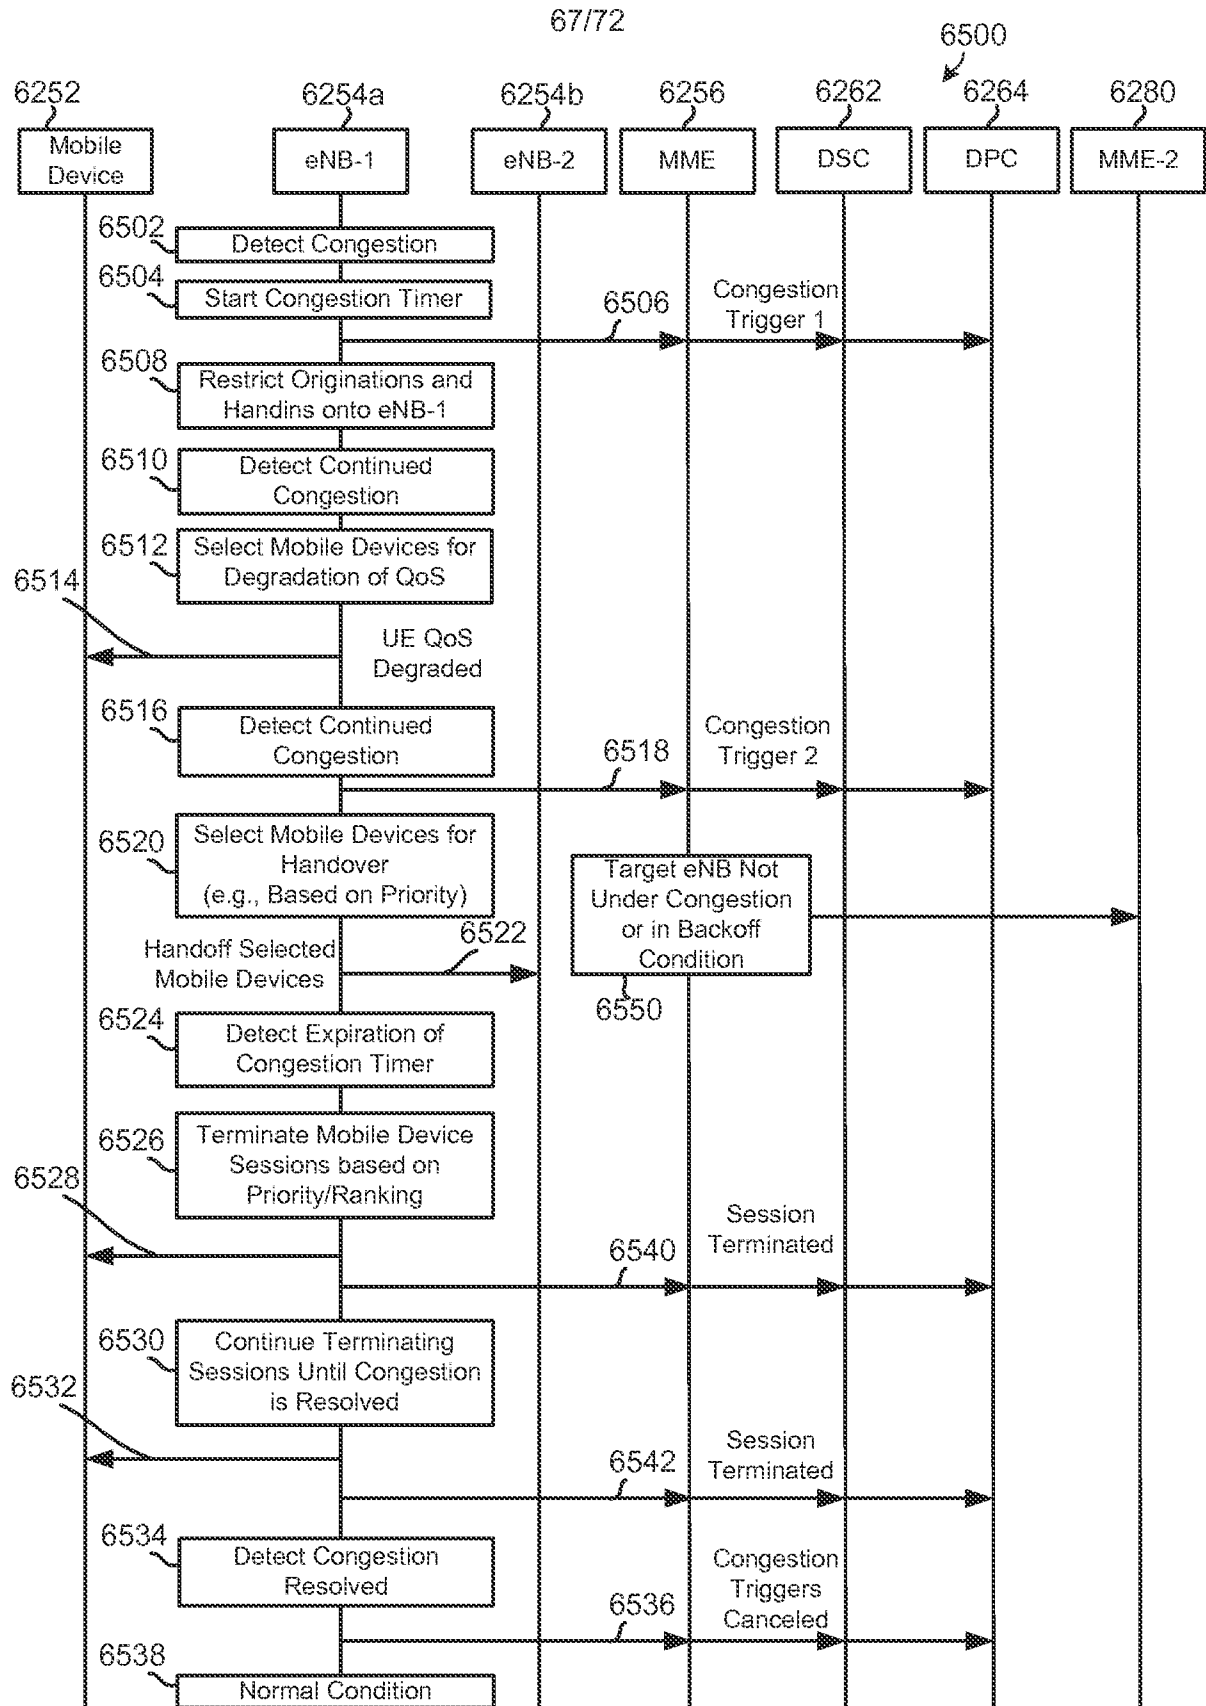 67/72
6500
6252
6254a
6254b
6256
6262
6264
6280
Mobile
Device
eNB-1
eNB-2
MME
DSC
DPC
MME-2
6502
Detect Congestion
6504
Start Congestion Timer
6506
Congestion
Trigger 1
6508
Restrict Originations and
Handins onto eNB-1
6510
Detect Continued
Congestion
6512
Select Mobile Devices for
Degradation of QoS
6514
UE QoS
Degraded
6516
Detect Continued
Congestion
6518
Congestion
Trigger 2
6520
Select Mobile Devices for
Handover
(e.g., Based on Priority)
Target eNB Not
Under Congestion
or in Backoff
Condition
6550
Handoff Selected
Mobile Devices
6522
6524
Detect Expiration of
Congestion Timer
6526
Terminate Mobile Device
Sessions based on
Priority/Ranking
6528
6540
Session
Terminated
6530
Continue Terminating
Sessions Until Congestion
is Resolved
6532
6542
Session
Terminated
6534
Detect Congestion
Resolved
6536
Congestion
Triggers
Canceled
6538
Normal Condition